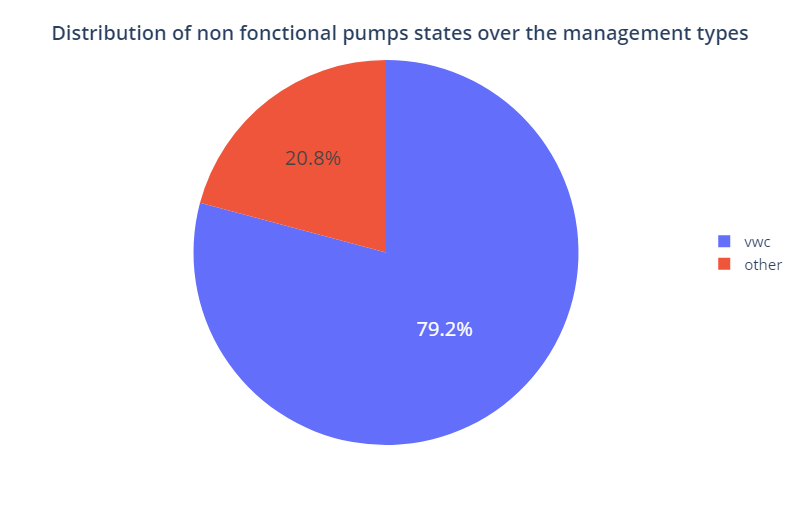 Distribution of non fonctional pumps states over the management types
20.8%
79.2%
vwc
other